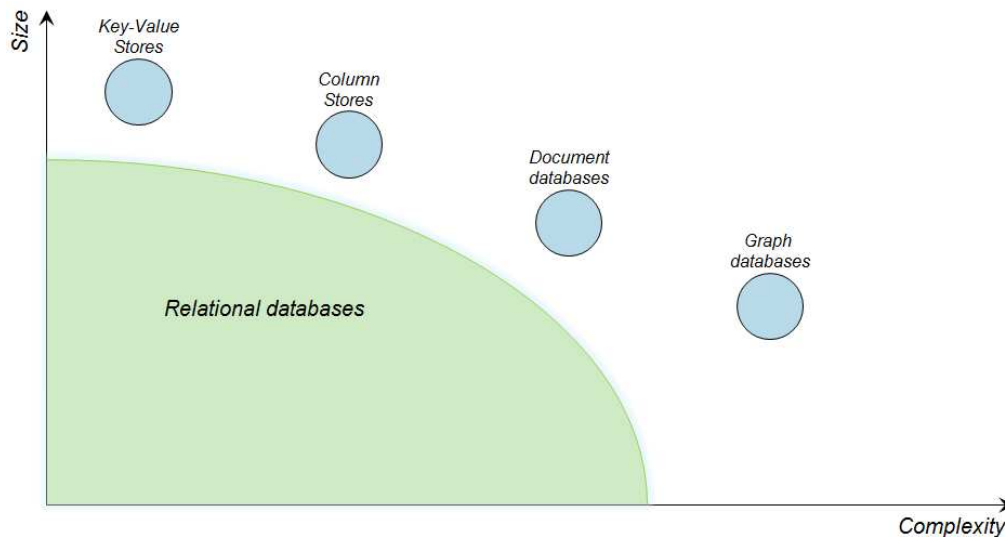 Size
Key-Value
Stores
Column
Stores
Document
databases
Graph
databases
Relational databases
Complexity